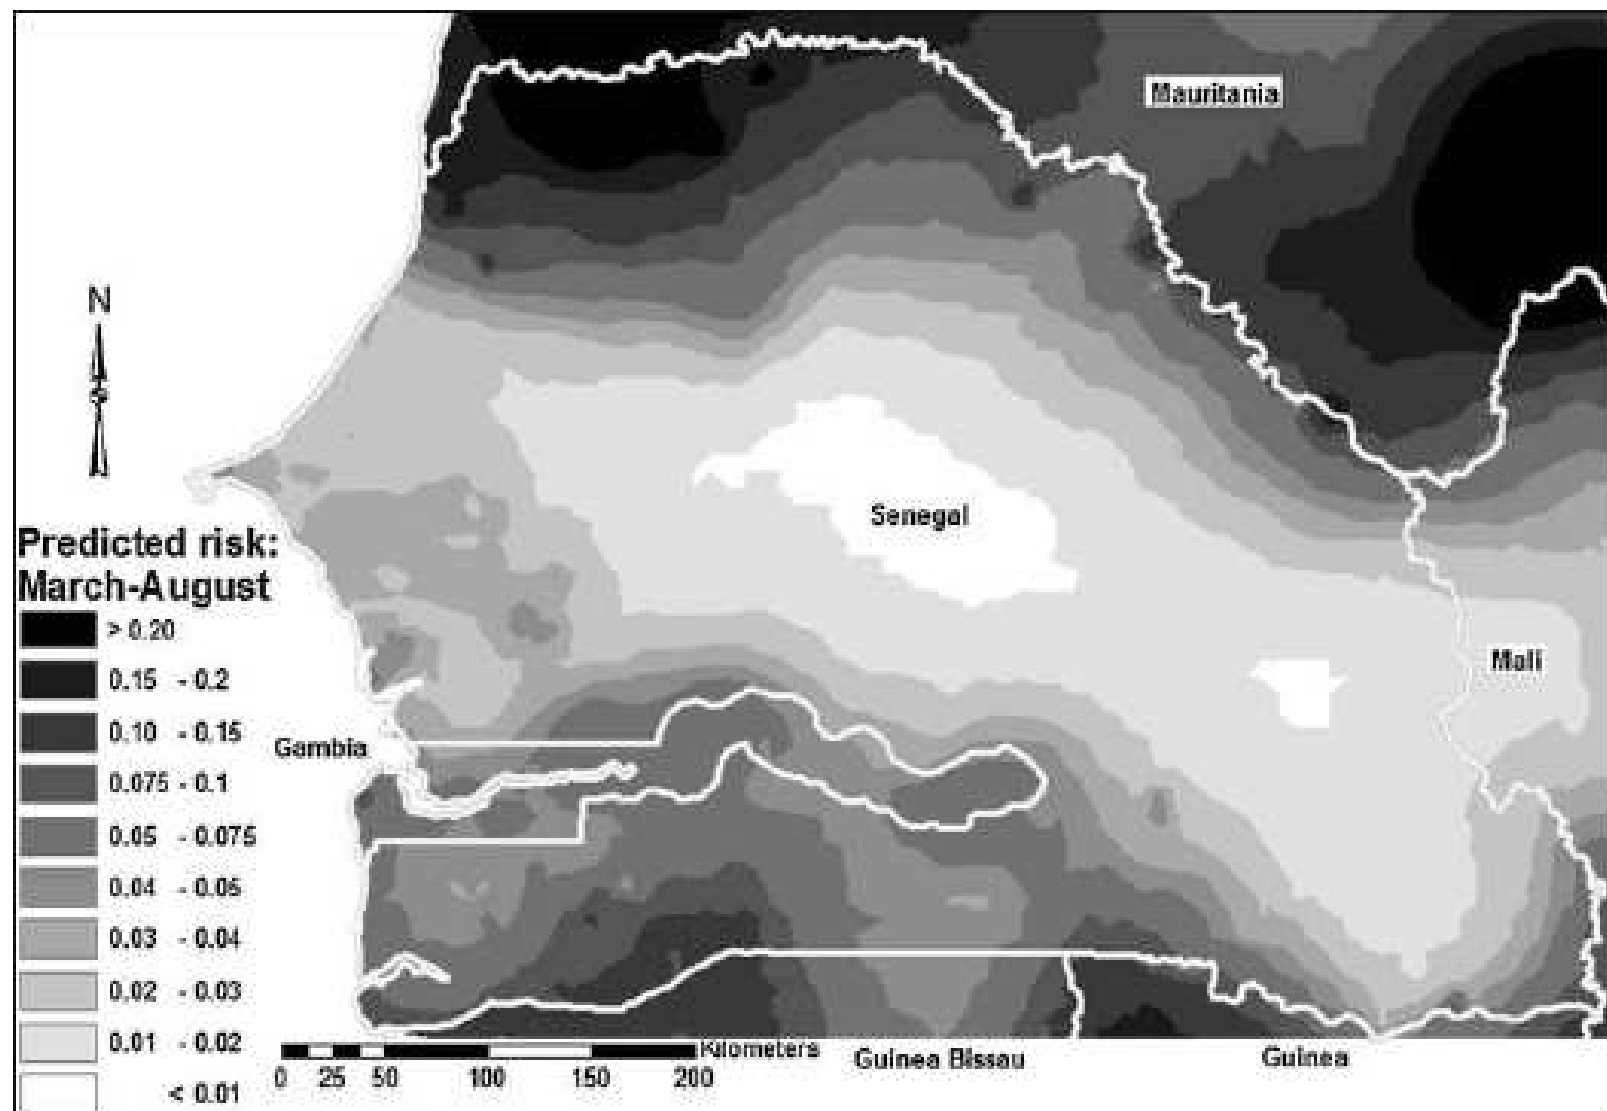 Mauritania
N
Senegal
Predicted risk:
March-August
> 0.20
0.15 - 0.2
0.10 - 0.15
0.075 - 0.1
0.05 - 0.075
0.04 - 0.05
0.03 - 0.04
0.02 - 0.03
0.01 - 0.02
< 0.01
Mali
Gambia
Kilometers
0 25 50 100 150 200
Guinea Bissau
Guinea